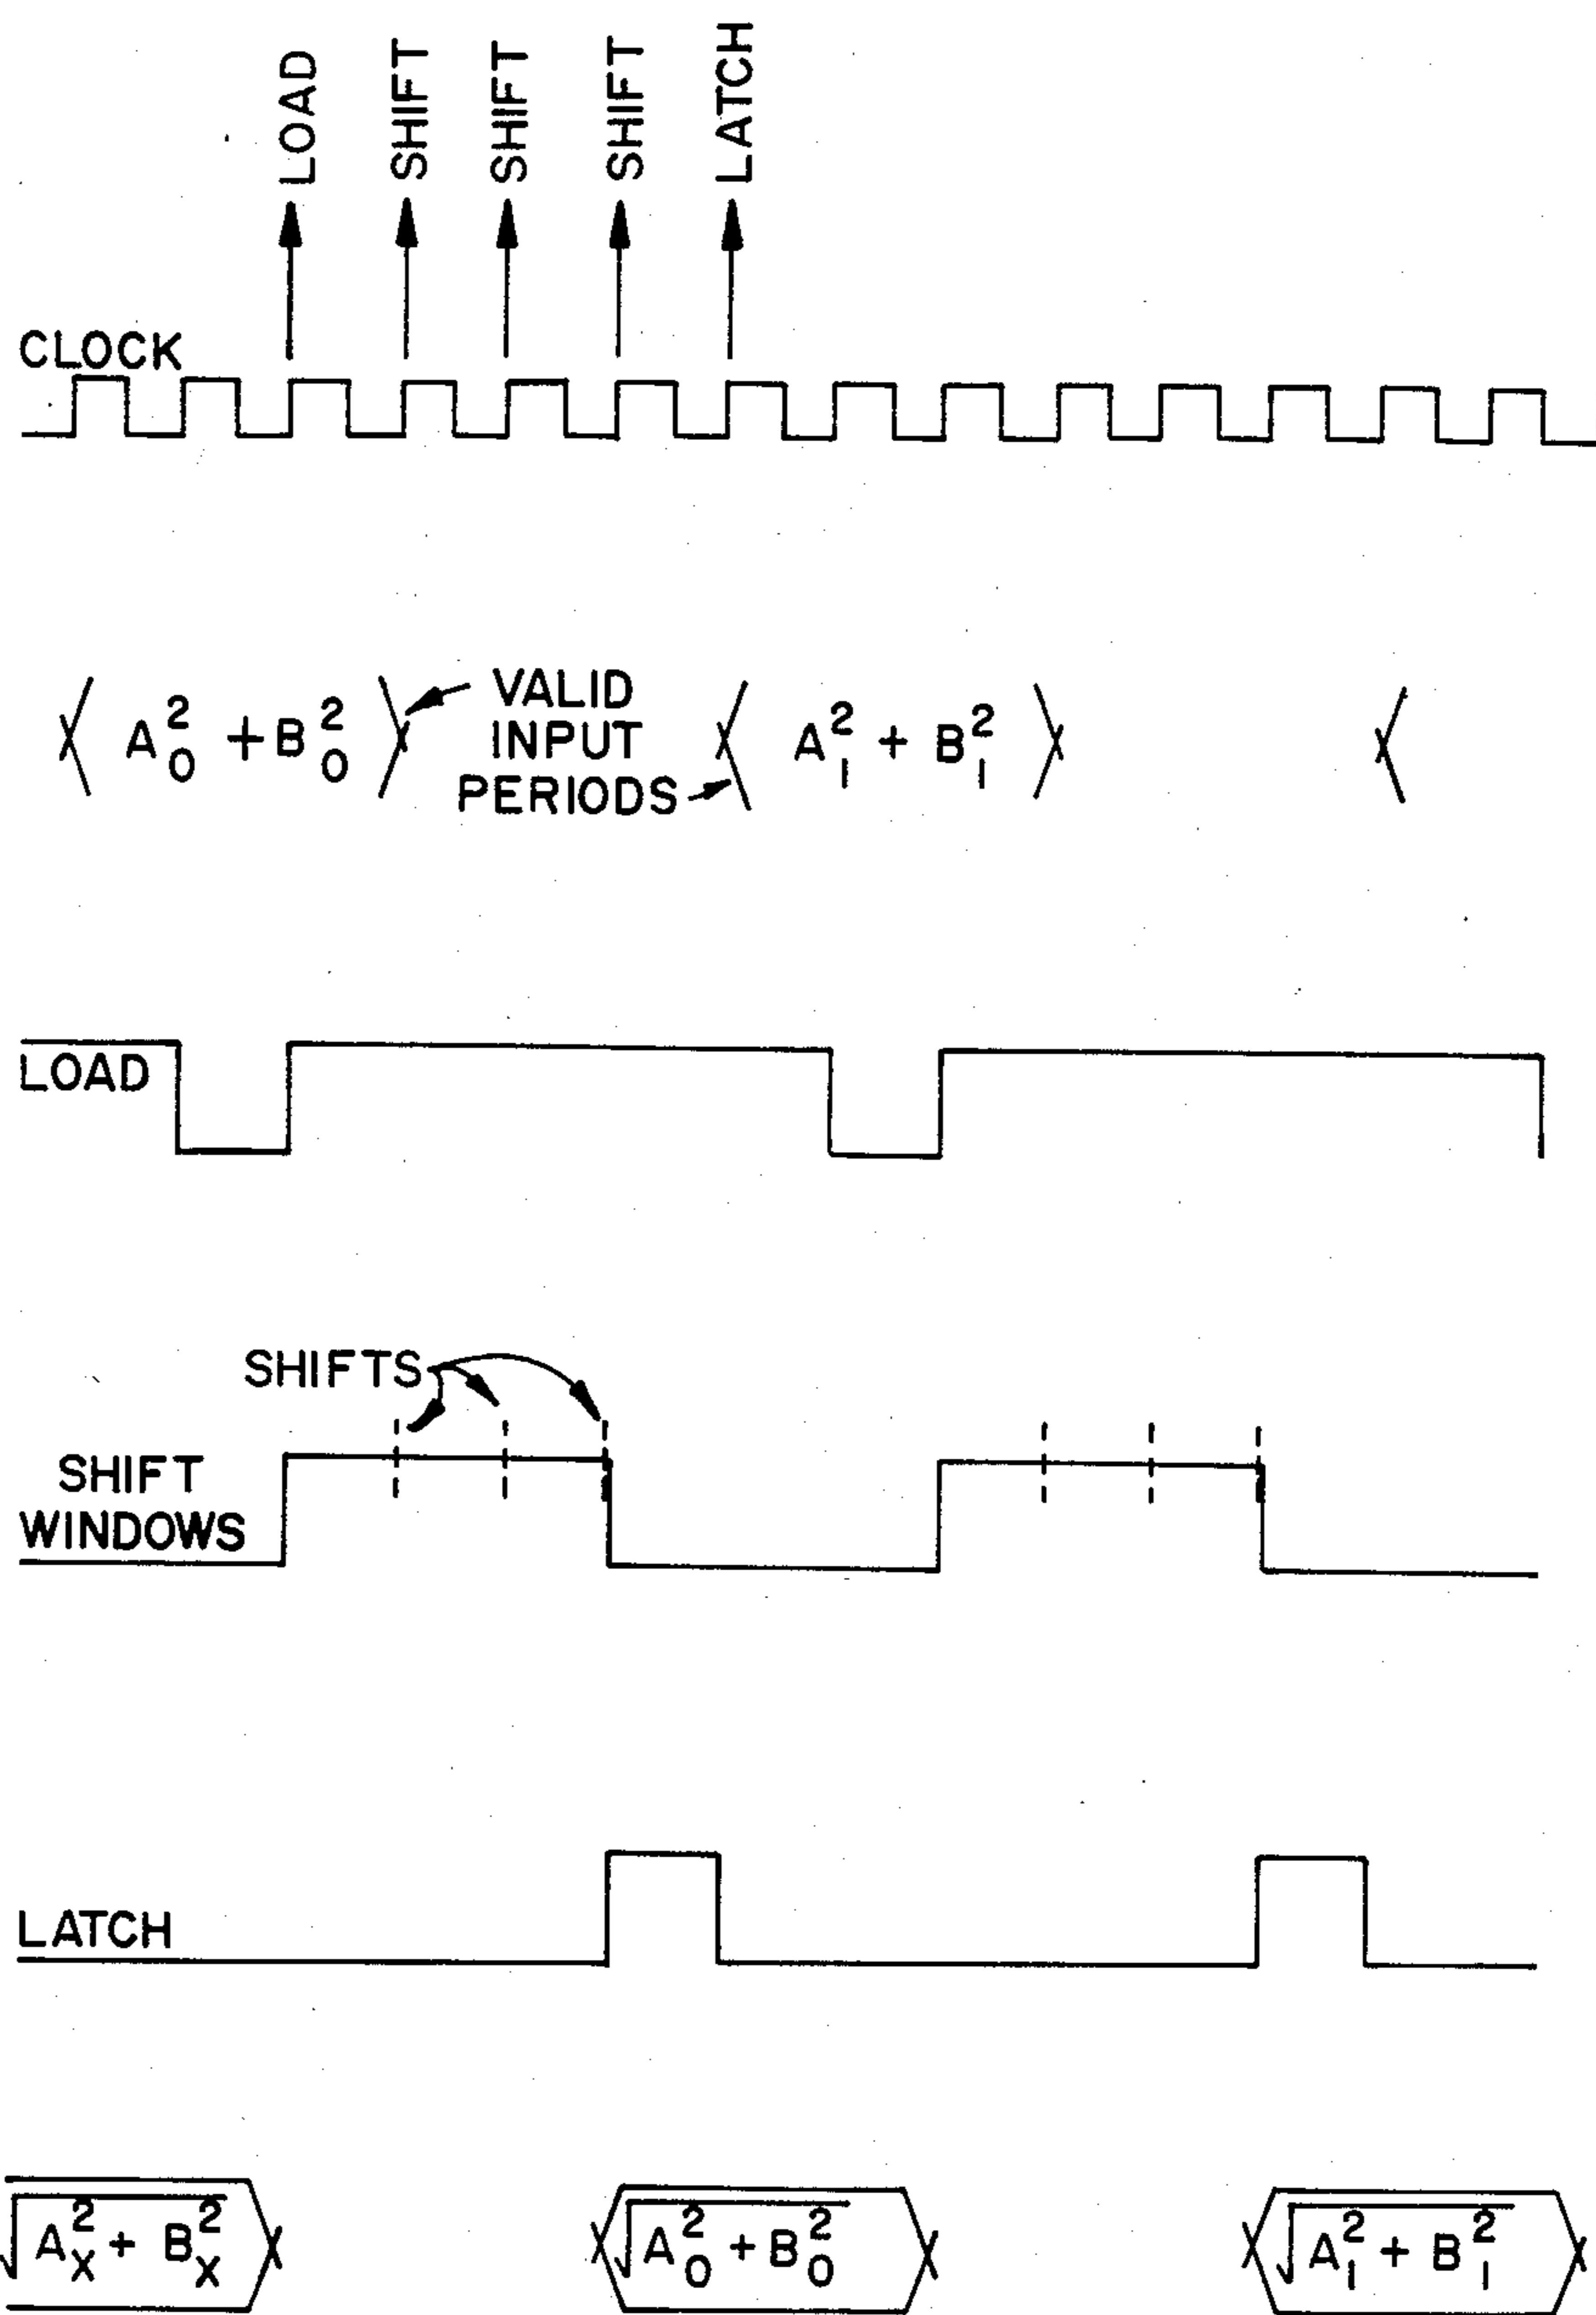 LOAD
SHIFT
SHIFT
SHIFT
LATCH
CLOCK
A₀² + B₀²
VALID
INPUT
PERIODS
A₁² + B₁²
LOAD
SHIFTS
SHIFT
WINDOWS
LATCH
√Aₓ² + Bₓ²
√A₀² + B₀²
√A₁² + B₁²